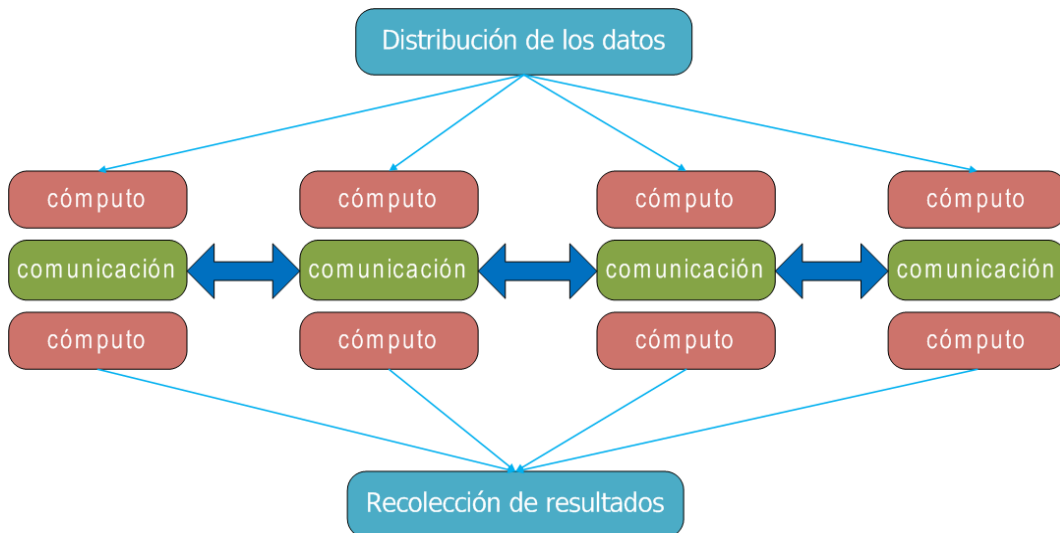 Distribución de los datos
cómputo cómputo cómputo cómputo
comunicación comunicación comunicación comunicación
cómputo cómputo cómputo cómputo
Recolección de resultados